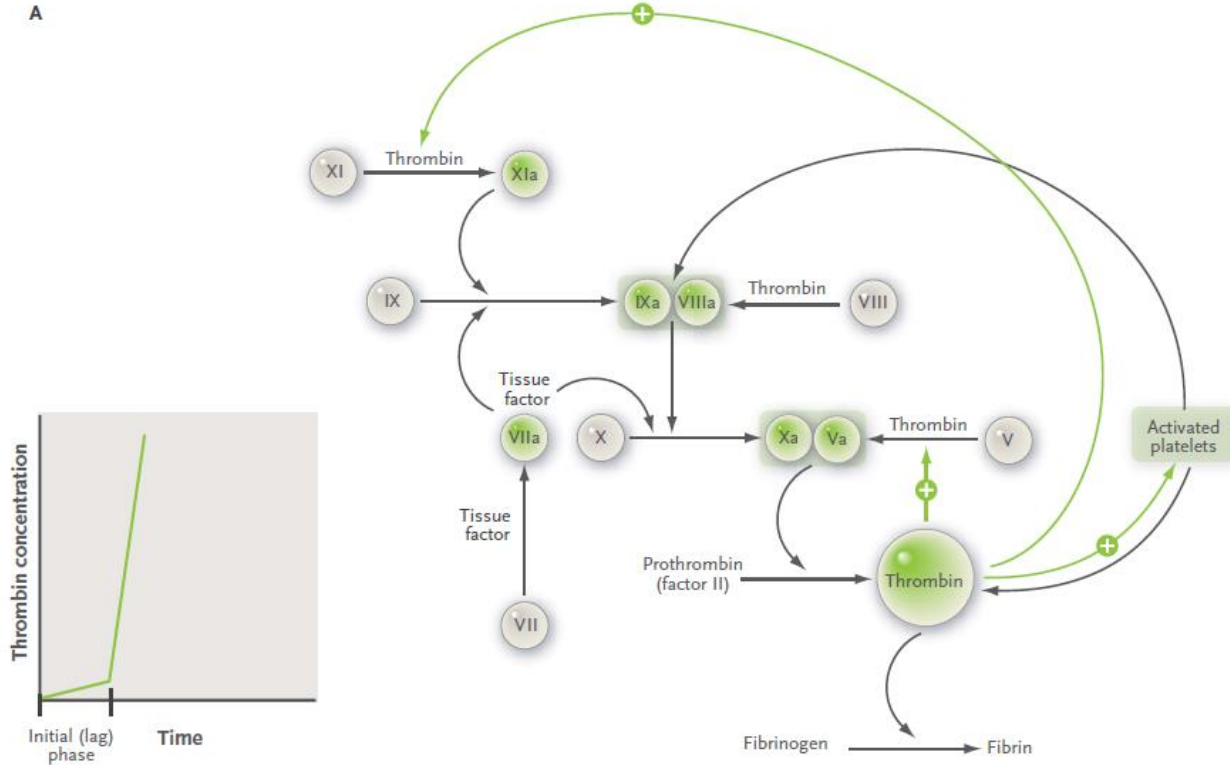 A
+
Thrombin
XI
XIa
IX
IXa
VIIIa
Thrombin
VIII
Tissue
factor
VIIa
X
Xa
Va
Thrombin
V
Activated
platelets
+
Tissue
factor
+
Prothrombin
(factor II)
Thrombin
VII
Fibrinogen
Fibrin
Thrombin concentration
Initial (lag)
phase
Time